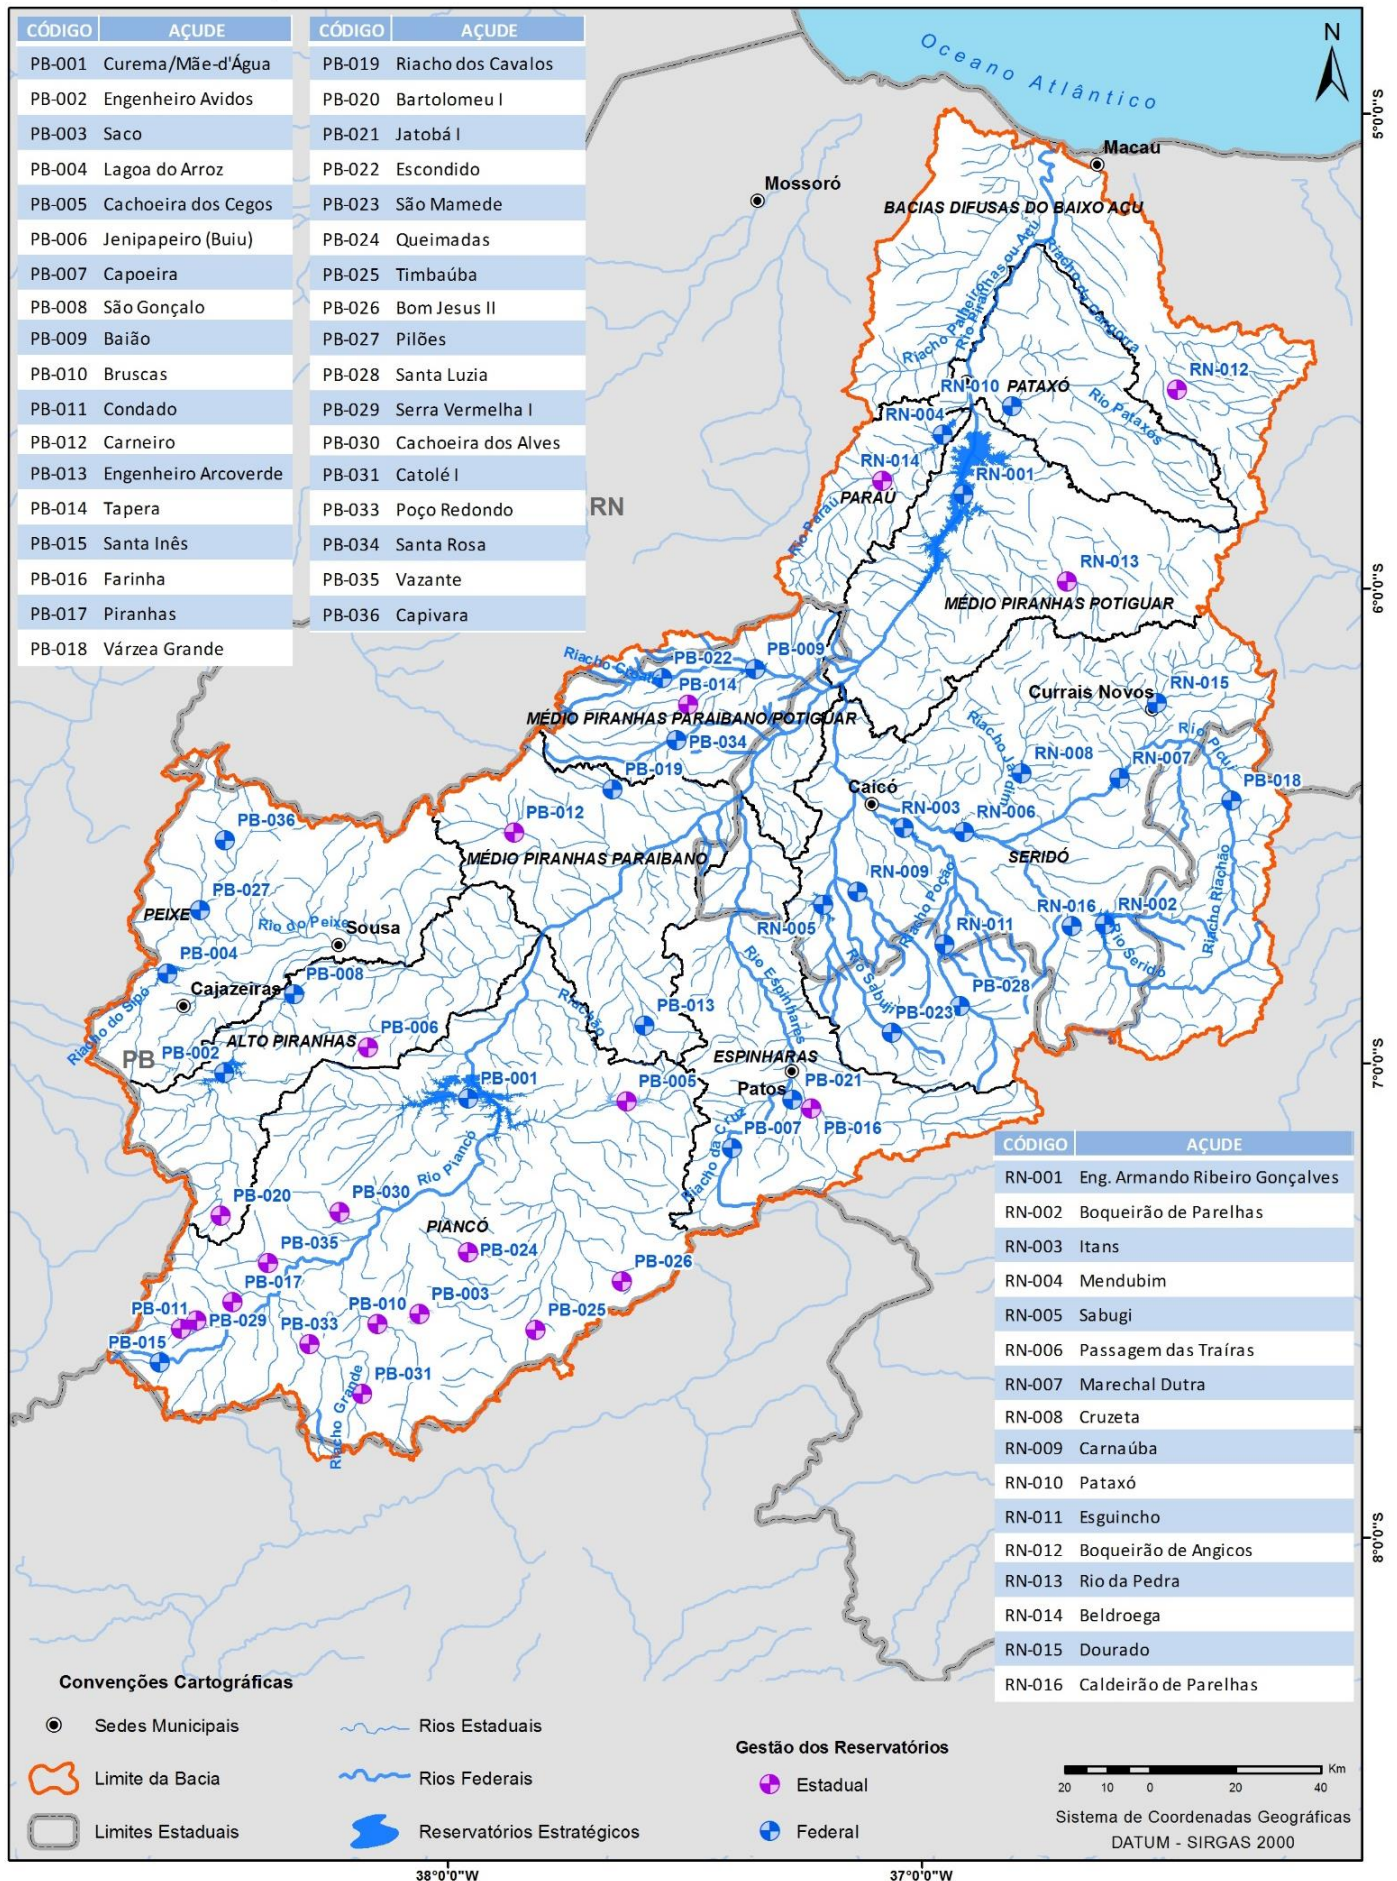 CÓDIGO AÇUDE
PB-001 Curema/Mãe-d'Água
PB-002 Engenheiro Avidos
PB-003 Saco
PB-004 Lagoa do Arroz
PB-005 Cachoeira dos Cegos
PB-006 Jenipapeiro (Buiu)
PB-007 Capoeira
PB-008 São Gonçalo
PB-009 Baião
PB-010 Bruscas
PB-011 Condado
PB-012 Carneiro
PB-013 Engenheiro Arcoverde
PB-014 Tapera
PB-015 Santa Inês
PB-016 Farinha
PB-017 Piranhas
PB-018 Várzea Grande
CÓDIGO AÇUDE
PB-019 Riacho dos Cavalos
PB-020 Bartolomeu I
PB-021 Jatobá I
PB-022 Escondido
PB-023 São Mamede
PB-024 Queimadas
PB-025 Timbaúba
PB-026 Bom Jesus II
PB-027 Pilões
PB-028 Santa Luzia
PB-029 Serra Vermelha I
PB-030 Cachoeira dos Alves
PB-031 Catolé I
PB-033 Poço Redondo
PB-034 Santa Rosa
PB-035 Vazante
PB-036 Capivara
Oceano Atlântico
N
5°0'0"S
Macau
Mossoró
BACIAS DIFUSAS DO BAIXO AÇU
Rio Piranhas ou Açú
Riacho Palheiro
Riacho da Gangorra
RN-012
RN-010
PATAXÓ
Rio Pataxós
RN-004
RN-014
RN-001
PARAÚ
Rio Paraú
RN
RN-013
MÉDIO PIRANHAS POTIGUAR
6°0'0"S
PB-009
PB-022
PB-014
MÉDIO PIRANHAS PARAIBANO/POTIGUAR
PB-034
PB-019
Currais Novos
RN-015
Rio Picuí
RN-008
RN-007
PB-018
Caicó
RN-003
RN-006
SERIDÓ
PB-036
PB-012
MÉDIO PIRANHAS PARAIBANO
PB-027
PEIXE
Rio do Peixe
Sousa
RN-009
Riacho Poção
RN-005
RN-011
RN-016
RN-002
Rio Seridó
Riacho Riachão
PB-004
Cajazeiras
PB-008
Riacho do Sipó
Rio Espinhares
Rio Sabuji
PB-028
PB-023
Riachão
PB-013
ALTO PIRANHAS
PB-006
PB
PB-002
ESPINHARAS
Patos
PB-021
7°0'0"S
PB-001
PB-005
PB-007
PB-016
Riacho da Cruz
Rio Piancó
PB-020
PB-030
PIANCÓ
PB-024
PB-035
PB-017
PB-026
PB-011
PB-029
PB-010
PB-003
PB-025
PB-015
PB-033
PB-031
Riacho Grande
CÓDIGO AÇUDE
RN-001 Eng. Armando Ribeiro Gonçalves
RN-002 Boqueirão de Parelhas
RN-003 Itans
RN-004 Mendubim
RN-005 Sabugi
RN-006 Passagem das Traíras
RN-007 Marechal Dutra
RN-008 Cruzeta
RN-009 Carnaúba
RN-010 Pataxó
RN-011 Esguincho
RN-012 Boqueirão de Angicos
RN-013 Rio da Pedra
RN-014 Beldroega
RN-015 Dourado
RN-016 Caldeirão de Parelhas
8°0'0"S
Convenções Cartográficas
Sedes Municipais
Limite da Bacia
Limites Estaduais
Rios Estaduais
Rios Federais
Reservatórios Estratégicos
Gestão dos Reservatórios
Estadual
Federal
Km
20 10 0 20 40
Sistema de Coordenadas Geográficas
DATUM - SIRGAS 2000
38°0'0"W
37°0'0"W